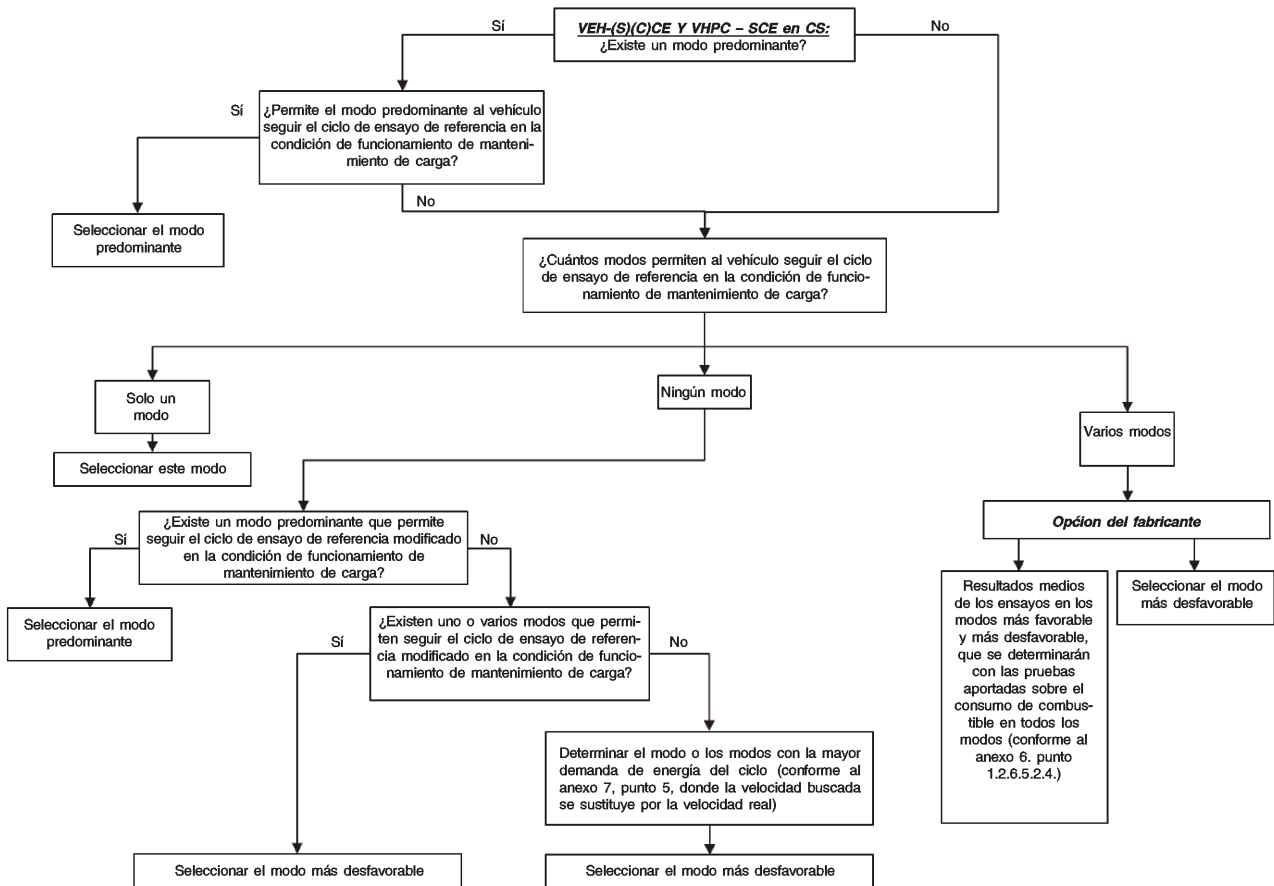 VEH-(S)(C)CE Y VHPC – SCE en CS:
¿Existe un modo predominante?
Sí
No
¿Permite el modo predominante al vehículo
seguir el ciclo de ensayo de referencia en la
condición de funcionamiento de manteni-
miento de carga?
Sí
No
Seleccionar el modo
predominante
¿Cuántos modos permiten al vehículo seguir el ciclo
de ensayo de referencia en la condición de funcio-
namiento de mantenimiento de carga?
Solo un
modo
Ningún modo
Varios modos
Seleccionar este modo
Općion del fabricante
¿Existe un modo predominante que permite
seguir el ciclo de ensayo de referencia modificado
en la condición de funcionamiento de
mantenimiento de carga?
Sí
No
Resultados medios
de los ensayos en los
modos más favorable
y más desfavorable,
que se determinarán
con las pruebas
aportadas sobre el
consumo de combus-
tible en todos los
modos (conforme al
anexo 6. punto
1.2.6.5.2.4.)
Seleccionar el modo
más desfavorable
Seleccionar el modo
predominante
¿Existen uno o varios modos que permi-
ten seguir el ciclo de ensayo de referen-
cia modificado en la condición de funcio-
namiento de mantenimiento de carga?
Sí
No
Determinar el modo o los modos con la mayor
demanda de energía del ciclo (conforme al
anexo 7, punto 5, donde la velocidad buscada
se sustituye por la velocidad real)
Seleccionar el modo más desfavorable
Seleccionar el modo más desfavorable